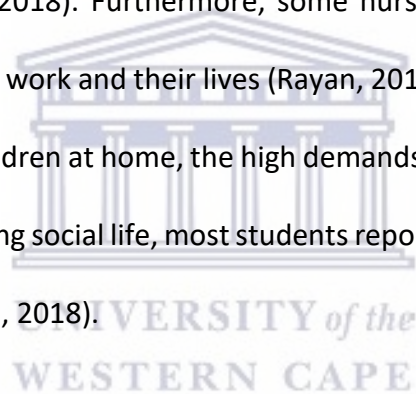 2018). Furthermore, some nurs
work and their lives (Rayan, 201
dren at home, the high demands
ng social life, most students repo
, 2018).
UNIVERSITY of the
WESTERN CAPE